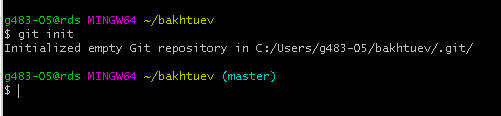 g483-05@rds MINGW64 ~/bakhtuev
$ git init
Initialized empty Git repository in C:/Users/g483-05/bakhtuev/.git/
g483-05@rds MINGW64 ~/bakhtuev (master)
$